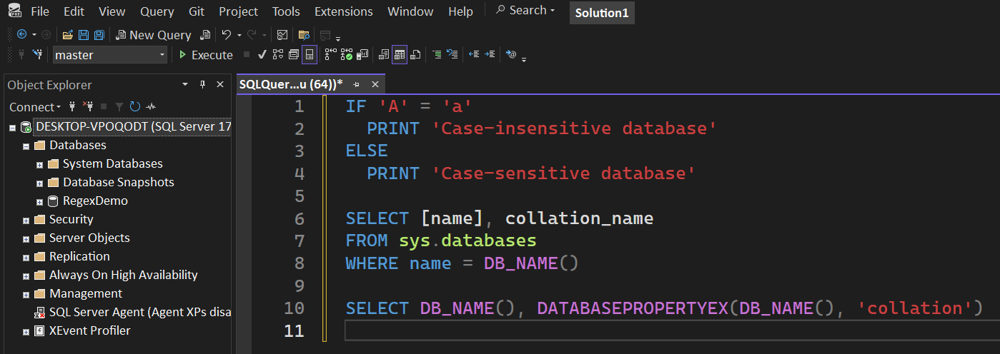 File Edit View Query Git Project Tools Extensions Window Help Search Solution1
New Query
master Execute
Object Explorer
Connect
DESKTOP-VPOQODT (SQL Server 17
Databases
System Databases
Database Snapshots
RegexDemo
Security
Server Objects
Replication
Always On High Availability
Management
SQL Server Agent (Agent XPs disa
XEvent Profiler
SQLQuer...u (64))*
1 IF 'A' = 'a'
2 PRINT 'Case-insensitive database'
3 ELSE
4 PRINT 'Case-sensitive database'
5
6 SELECT [name], collation_name
7 FROM sys.databases
8 WHERE name = DB_NAME()
9
10 SELECT DB_NAME(), DATABASEPROPERTYEX(DB_NAME(), 'collation')
11